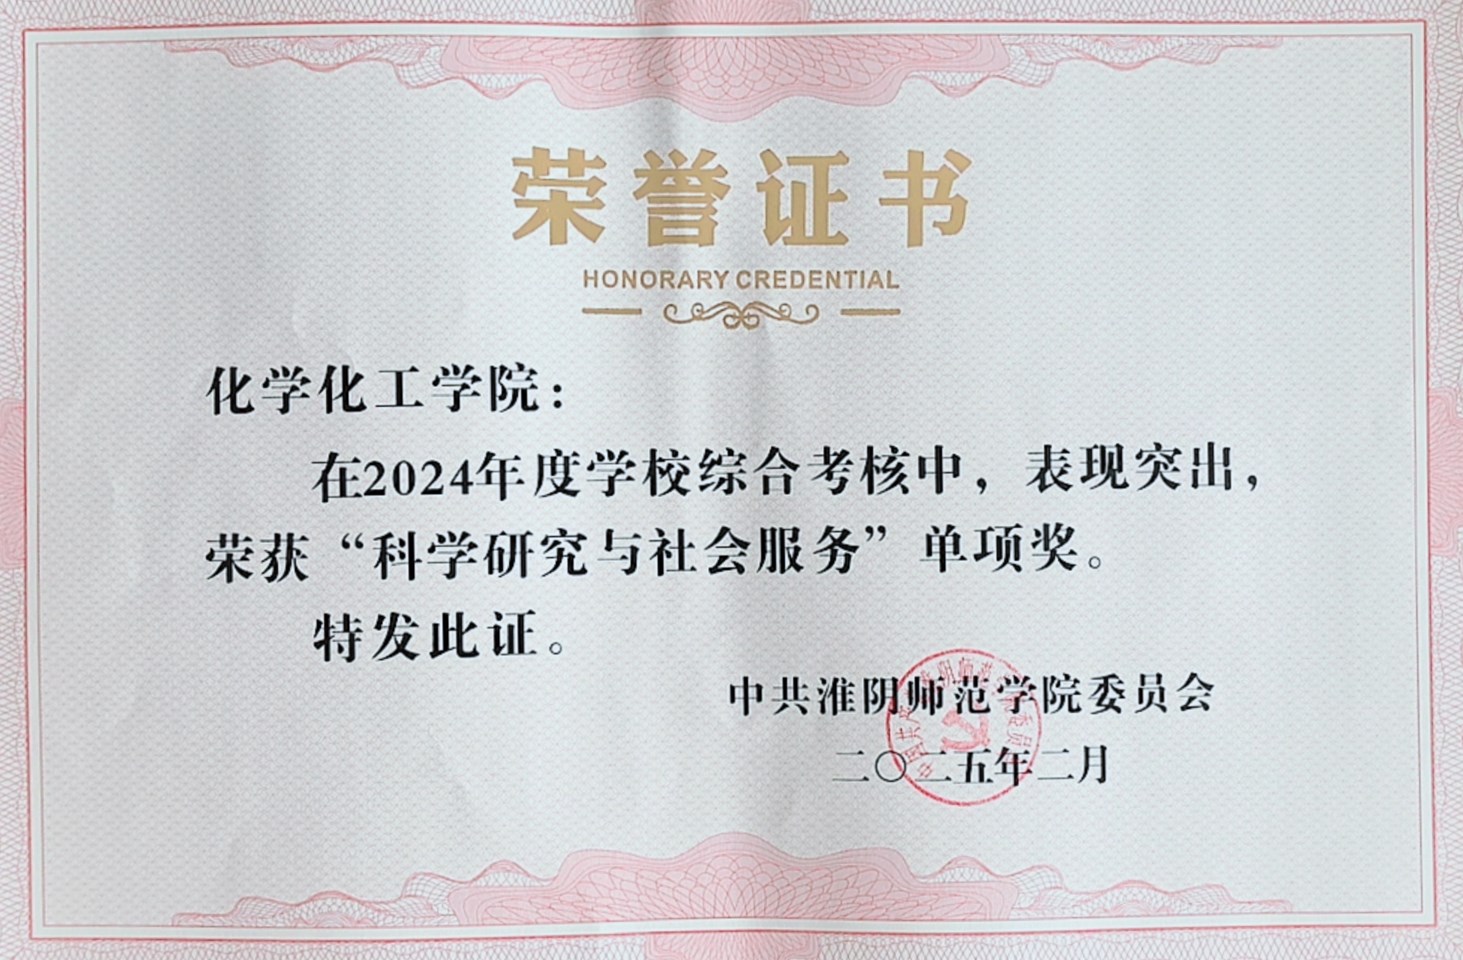 荣誉证书
HONORARY CREDENTIAL
化学化工学院：
在2024年度学校综合考核中，表现突出，
荣获“科学研究与社会服务”单项奖。
特发此证。
中共淮阴师范学院委员会
二〇二五年二月